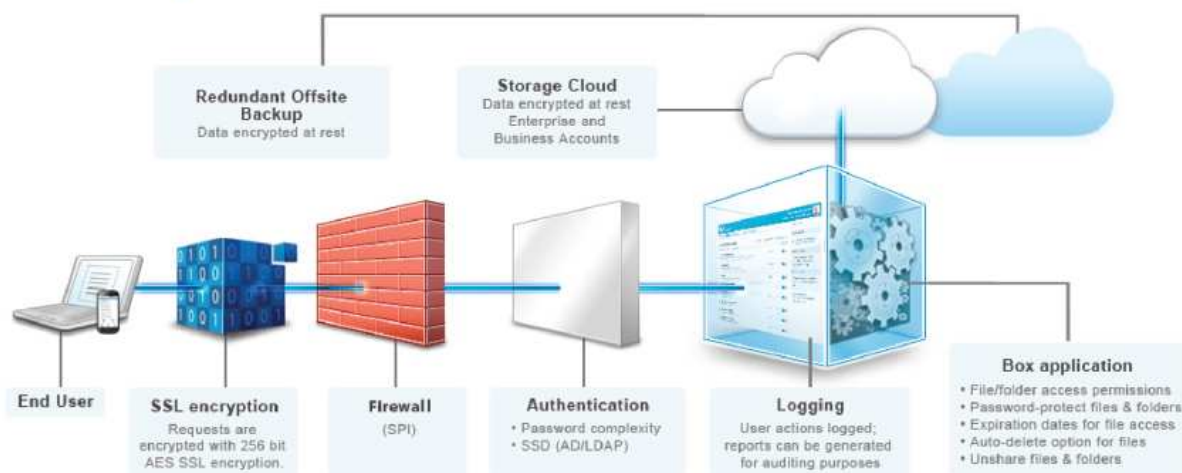 Redundant Offsite
Backup
Data encrypted at rest
Storage Cloud
Data encrypted at rest
Enterprise and
Business Accounts
End User
SSL encryption
Requests are
encrypted with 256 bit
AES SSL encryption.
Firewall
(SPI)
Authentication
• Password complexity
• SSD (AD/LDAP)
Logging
User actions logged;
reports can be generated
for auditing purposes
Box application
• File/folder access permissions
• Password-protect files & folders
• Expiration dates for file access
• Auto-delete option for files
• Unshare files & folders